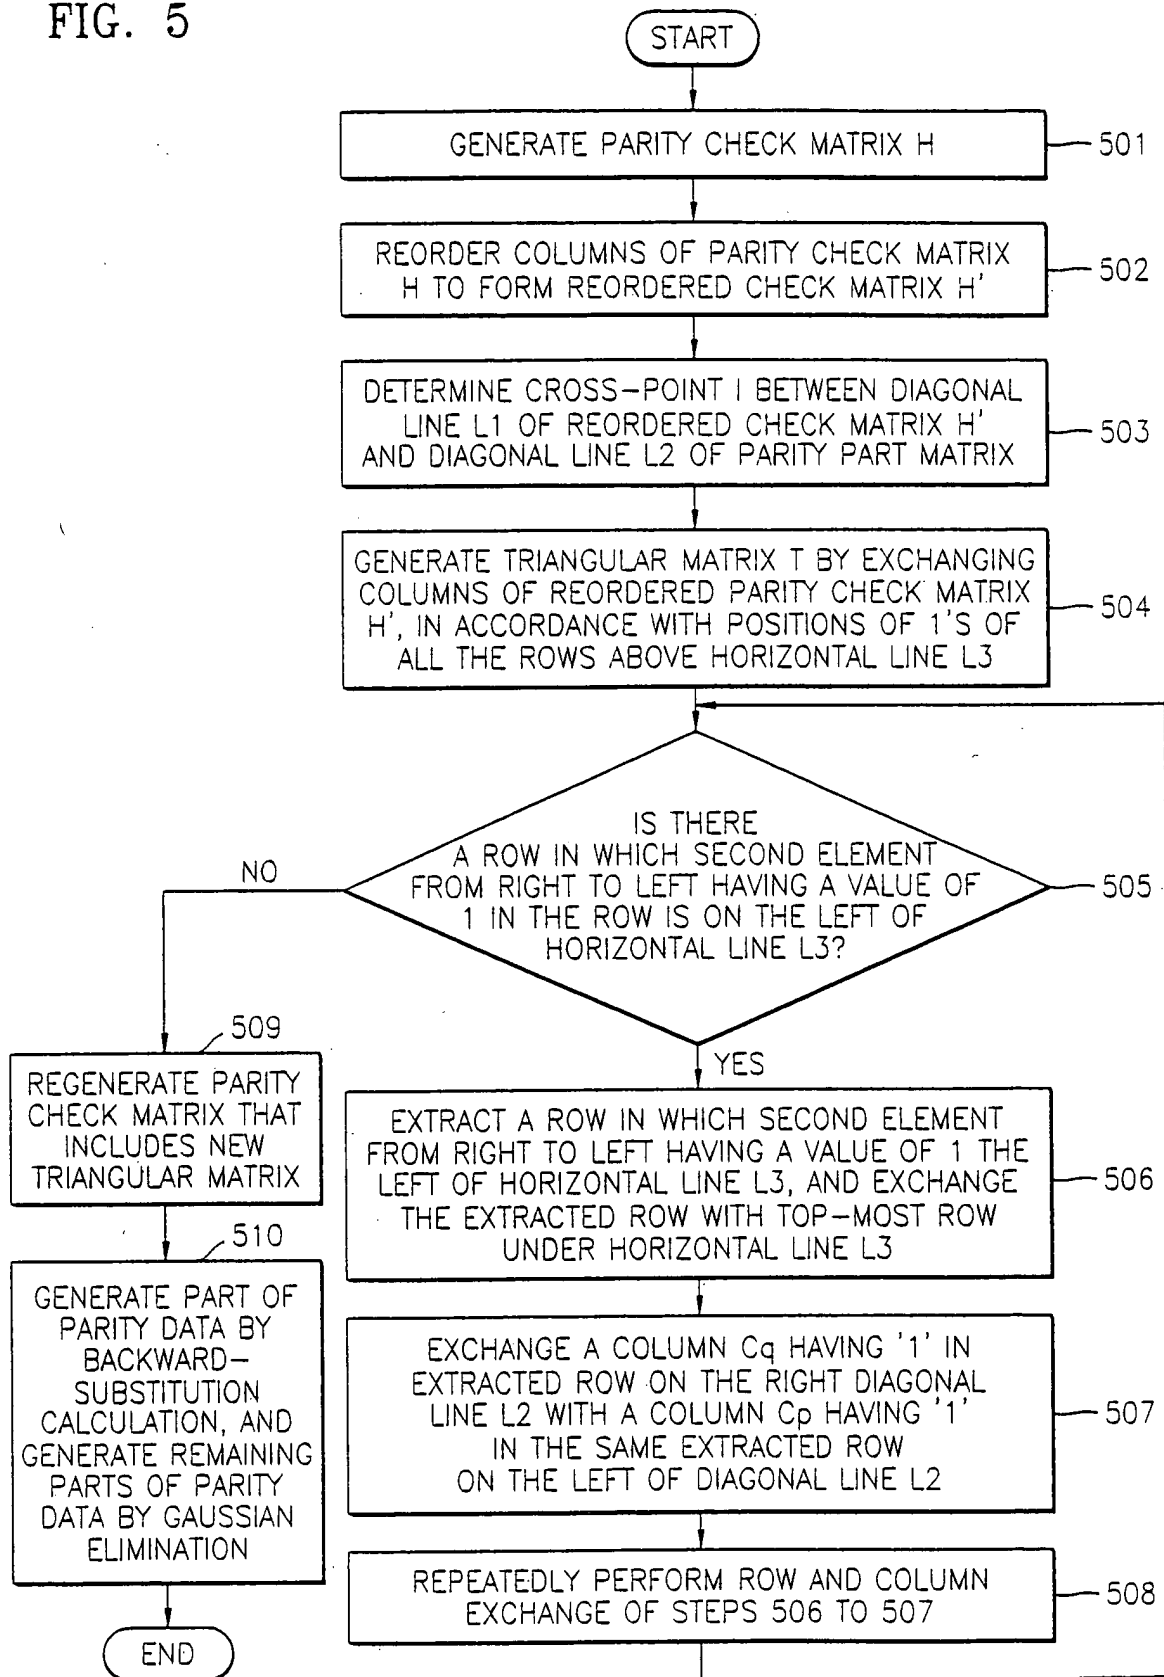 FIG. 5
START
GENERATE PARITY CHECK MATRIX H
501
REORDER COLUMNS OF PARITY CHECK MATRIX
H TO FORM REORDERED CHECK MATRIX H'
502
DETERMINE CROSS-POINT I BETWEEN DIAGONAL
LINE L1 OF REORDERED CHECK MATRIX H'
AND DIAGONAL LINE L2 OF PARITY PART MATRIX
503
GENERATE TRIANGULAR MATRIX T BY EXCHANGING
COLUMNS OF REORDERED PARITY CHECK MATRIX
H', IN ACCORDANCE WITH POSITIONS OF 1'S OF
ALL THE ROWS ABOVE HORIZONTAL LINE L3
504
IS THERE
A ROW IN WHICH SECOND ELEMENT
FROM RIGHT TO LEFT HAVING A VALUE OF
1 IN THE ROW IS ON THE LEFT OF
HORIZONTAL LINE L3?
505
NO
YES
EXTRACT A ROW IN WHICH SECOND ELEMENT
FROM RIGHT TO LEFT HAVING A VALUE OF 1 THE
LEFT OF HORIZONTAL LINE L3, AND EXCHANGE
THE EXTRACTED ROW WITH TOP-MOST ROW
UNDER HORIZONTAL LINE L3
506
EXCHANGE A COLUMN Cq HAVING '1' IN
EXTRACTED ROW ON THE RIGHT DIAGONAL
LINE L2 WITH A COLUMN Cp HAVING '1'
IN THE SAME EXTRACTED ROW
ON THE LEFT OF DIAGONAL LINE L2
507
REPEATEDLY PERFORM ROW AND COLUMN
EXCHANGE OF STEPS 506 TO 507
508
509
REGENERATE PARITY
CHECK MATRIX THAT
INCLUDES NEW
TRIANGULAR MATRIX
510
GENERATE PART OF
PARITY DATA BY
BACKWARD-
SUBSTITUTION
CALCULATION, AND
GENERATE REMAINING
PARTS OF PARITY
DATA BY GAUSSIAN
ELIMINATION
END